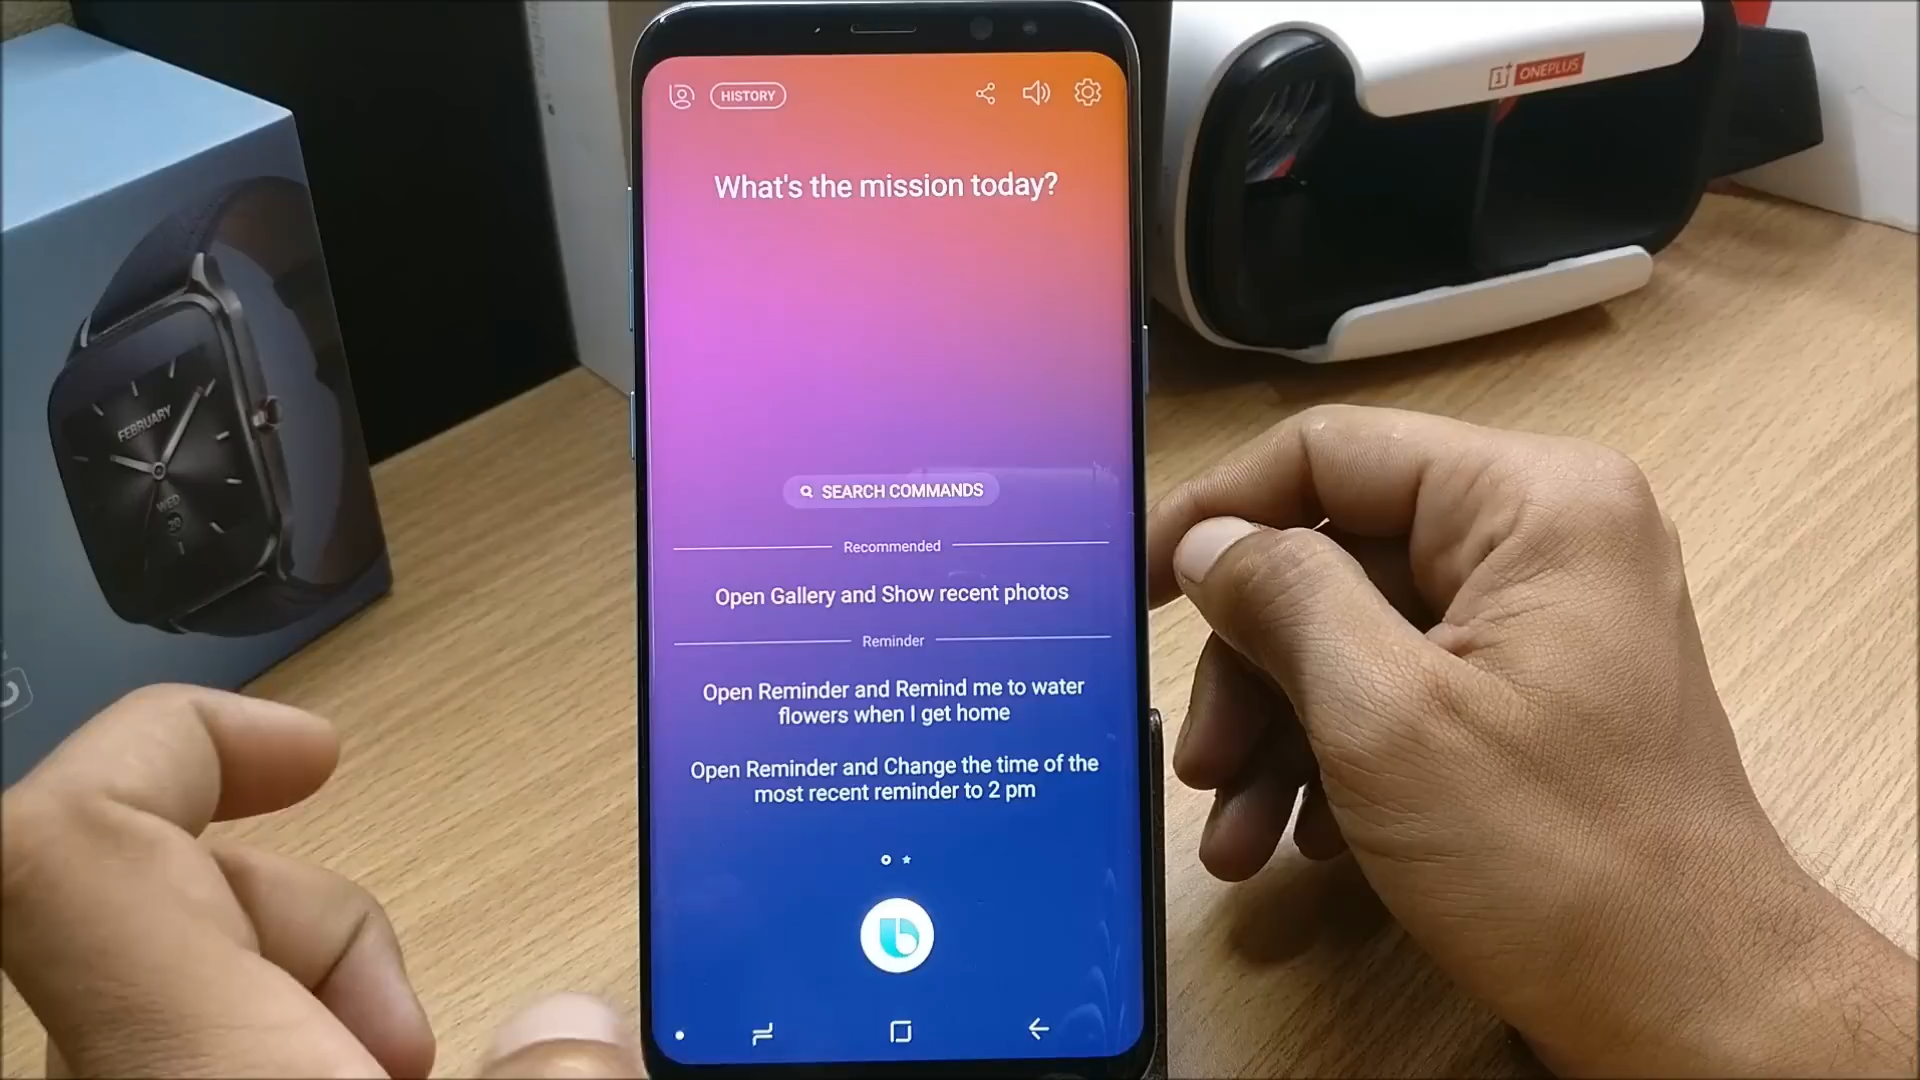 HISTORY
What's the mission today?
SEARCH COMMANDS
Recommended
Open Gallery and Show recent photos
Reminder
Open Reminder and Remind me to water
flowers when I get home
Open Reminder and Change the time of the
most recent reminder to 2 pm
ONEPLUS
FEBRUARY
WED
20